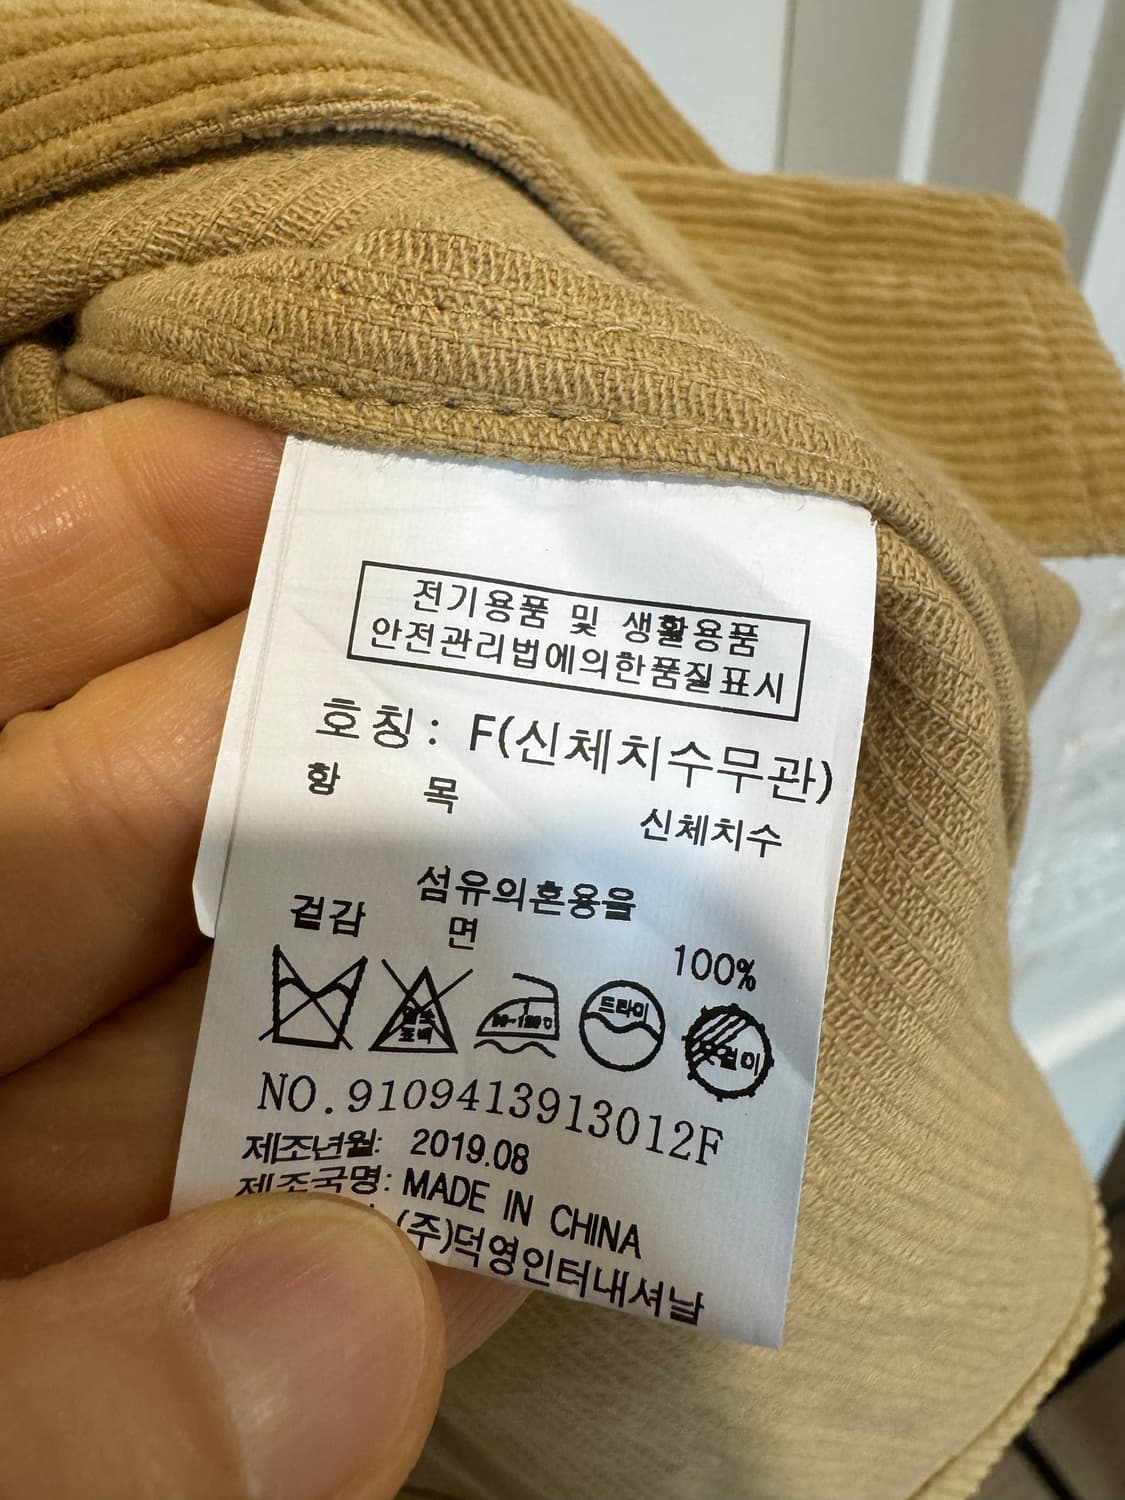 전기용품 및 생활용품
안전관리법에의한품질표시
호칭: F(신체치수무관)
항 목
신체치수
섬유의혼용율
겉감 면 100%
드라이
옷걸이
NO.9109413913012F
제조년월: 2019.08
제조국명: MADE IN CHINA
(주)덕영인터내셔날